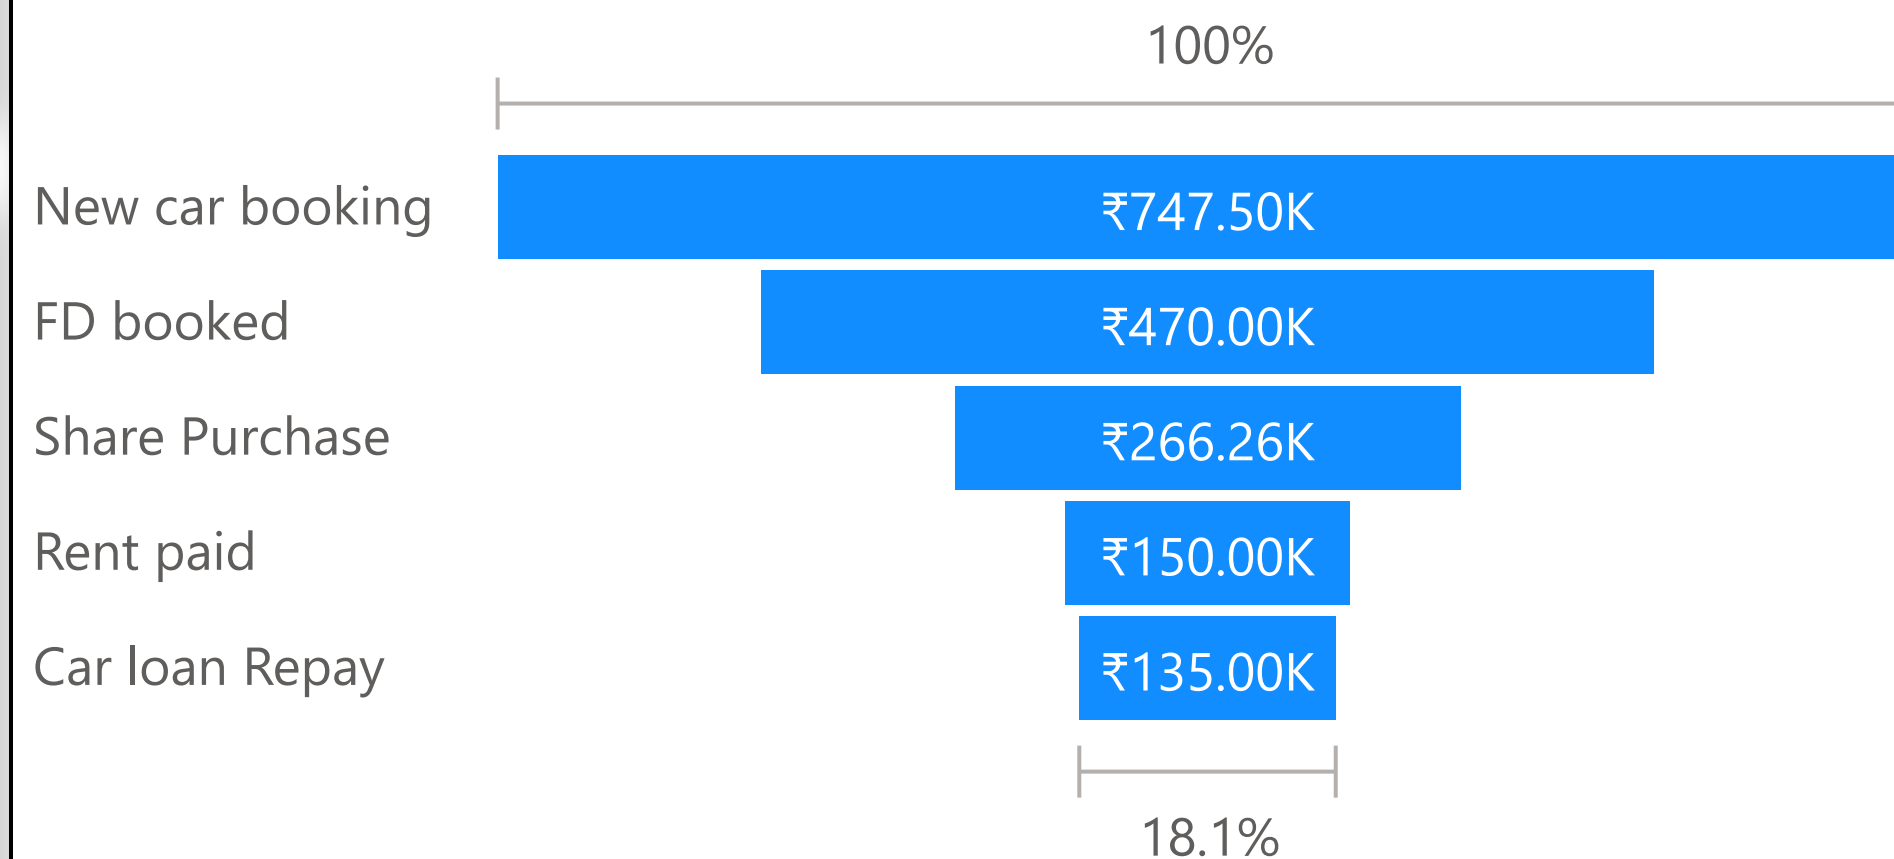 100%
New car booking ₹747.50K
FD booked ₹470.00K
Share Purchase ₹266.26K
Rent paid ₹150.00K
Car loan Repay ₹135.00K
18.1%